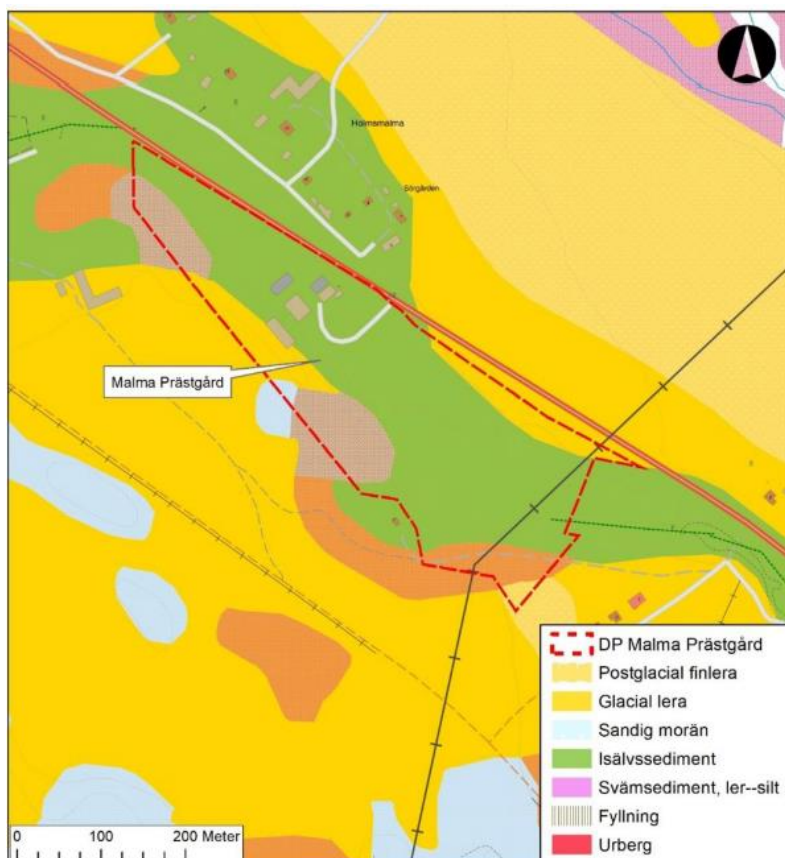 Holmsmalma
Sörgården
Malma Prästgård
DP Malma Prästgård
Postglacial finlera
Glacial lera
Sandig morän
Isälvssediment
Svämsediment, ler--silt
Fyllning
Urberg
0 100 200 Meter